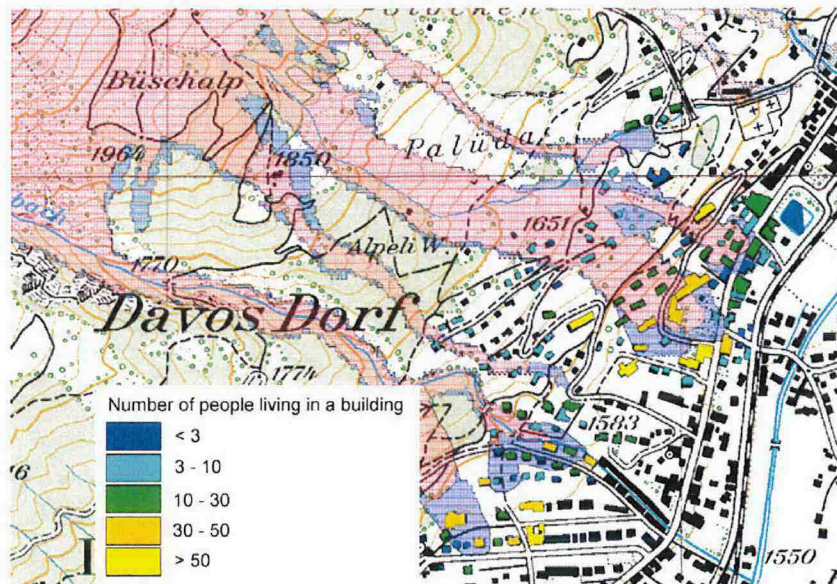 Büschalp
Paluda
1964
1850
bach
1651
Alpeli W.
1770
Davos Dorf
1774
1583
1550
Number of people living in a building
< 3
3 - 10
10 - 30
30 - 50
> 50